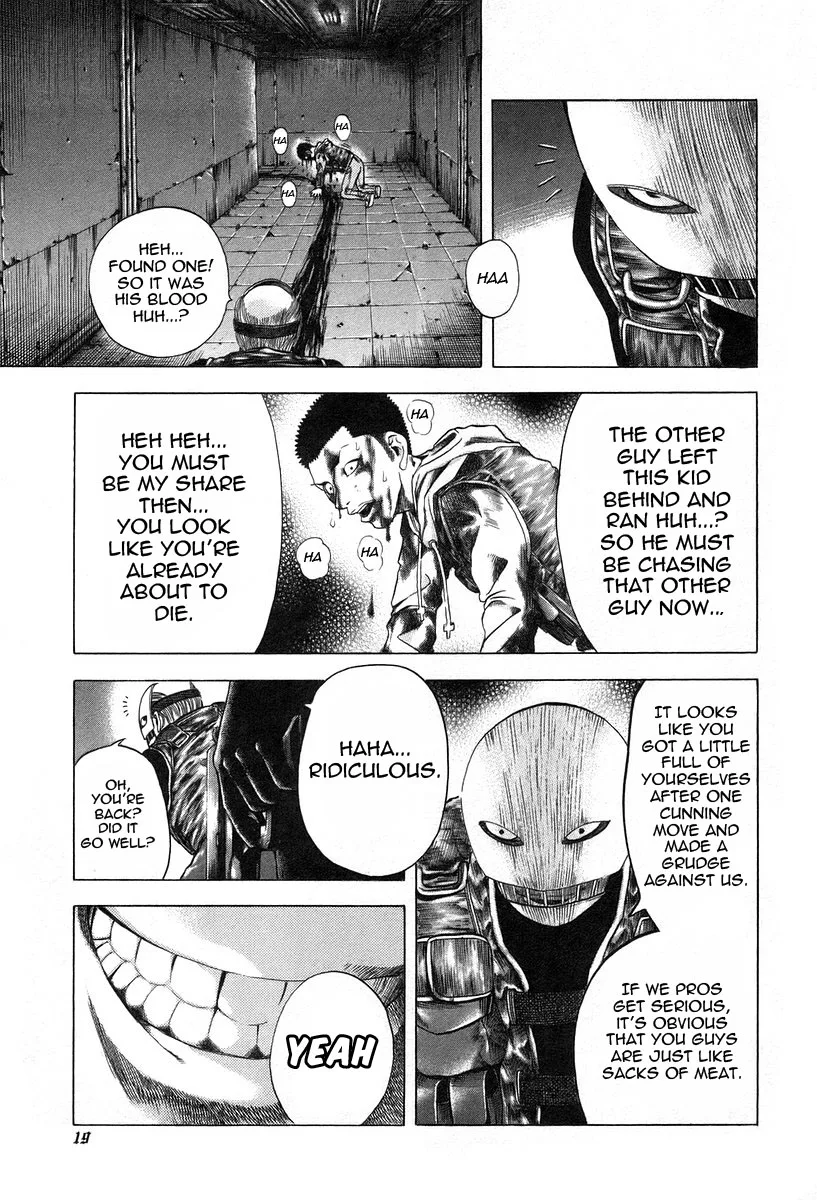 HAA
HA
HA
HA
HEH...
FOUND ONE!
SO IT WAS
HIS BLOOD
HUH...?
THE OTHER
GUY LEFT
THIS KID
BEHIND AND
RAN HUH...?
SO HE MUST
BE CHASING
THAT OTHER
GUY NOW...
HA
HA
HA
HEH HEH...
YOU MUST
BE MY SHARE
THEN...
YOU LOOK
LIKE YOU'RE
ALREADY
ABOUT TO
DIE.
IT LOOKS
LIKE YOU
GOT A LITTLE
FULL OF
YOURSELVES
AFTER ONE
CUNNING
MOVE AND
MADE A
GRUDGE
AGAINST US.
IF WE PROS
GET SERIOUS,
IT'S OBVIOUS
THAT YOU GUYS
ARE JUST LIKE
SACKS OF MEAT.
HAHA...
RIDICULOUS.
OH,
YOU'RE
BACK?
DID IT
GO WELL?
YEAH
19